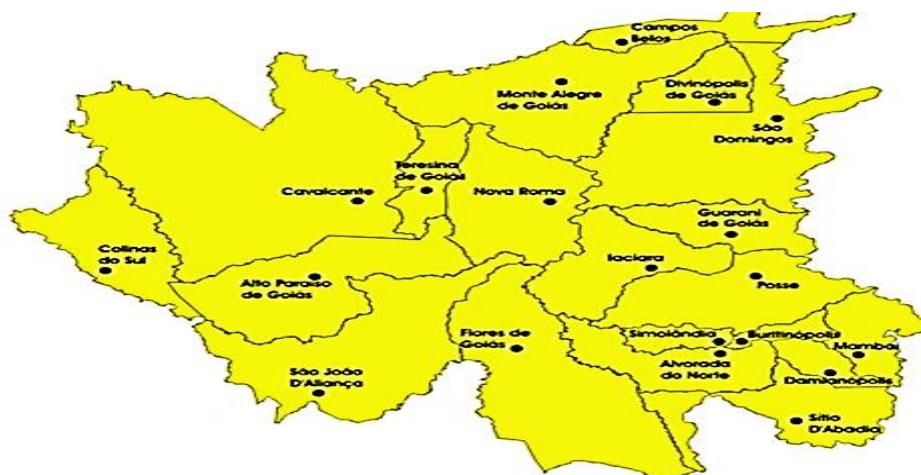 Campos
Belos
Monte Alegre
de Goiás
Divinópolis
de Goiás
São
Domingos
Teresina
de Goiás
Cavalcante
Nova Roma
Guarani
de Goiás
Colinas
do Sul
Iaciara
Alto Paraíso
de Goiás
Posse
Flores de
Goiás
Simolândia
Buritinópolis
Mambaí
Alvorada
do Norte
Damianópolis
São João
D'Aliança
Sítio
D'Abadia